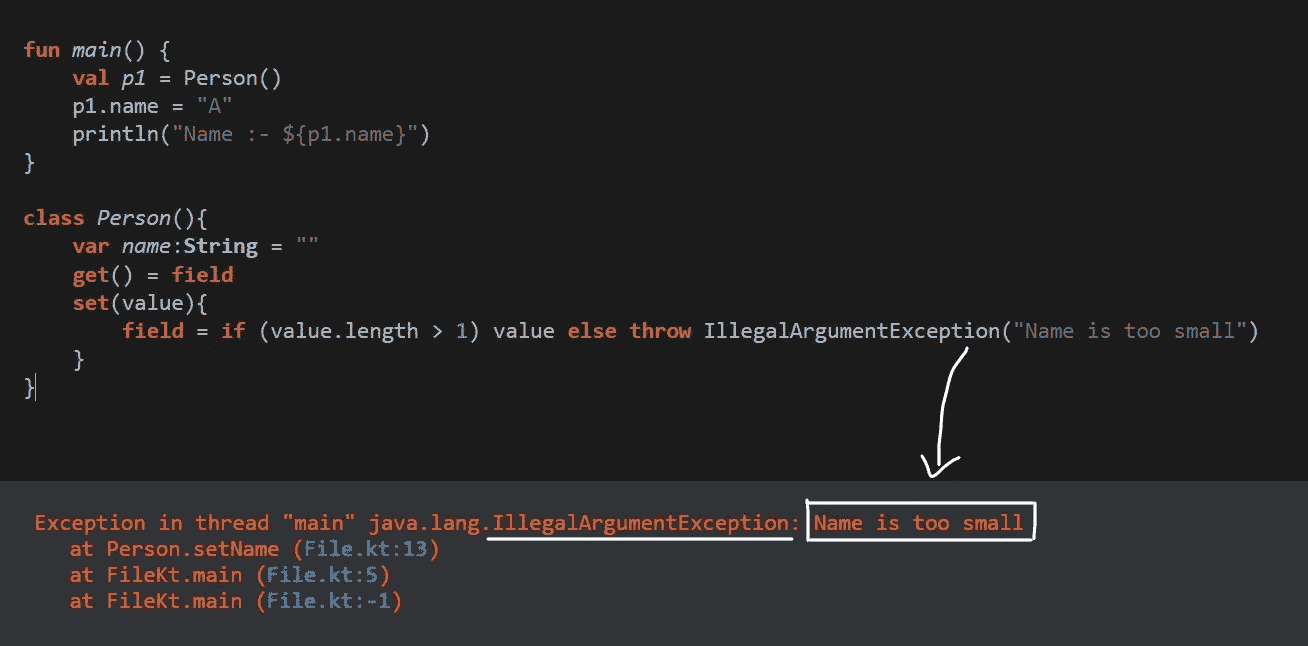 fun main() {
    val p1 = Person()
    p1.name = "A"
    println("Name :- ${p1.name}")
}
class Person(){
    var name:String = ""
    get() = field
    set(value){
        field = if (value.length > 1) value else throw IllegalArgumentException("Name is too small")
    }
}
Exception in thread "main" java.lang.IllegalArgumentException: Name is too small
    at Person.setName (File.kt:13)
    at FileKt.main (File.kt:5)
    at FileKt.main (File.kt:-1)